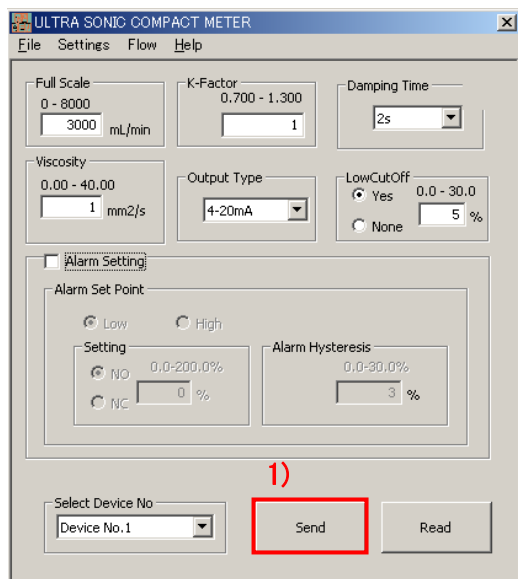 ULTRA SONIC COMPACT METER
File Settings Flow Help
Full Scale
0 - 8000
3000 mL/min
K-Factor
0.700 - 1.300
1
Damping Time
2s
Viscosity
0.00 - 40.00
1 mm2/s
Output Type
4-20mA
LowCutOff
Yes 0.0 - 30.0
5 %
None
Alarm Setting
Alarm Set Point
Low High
Setting
NO 0.0-200.0%
0 %
NC
Alarm Hysteresis
0.0-30.0%
3 %
1)
Select Device No
Device No.1
Send
Read